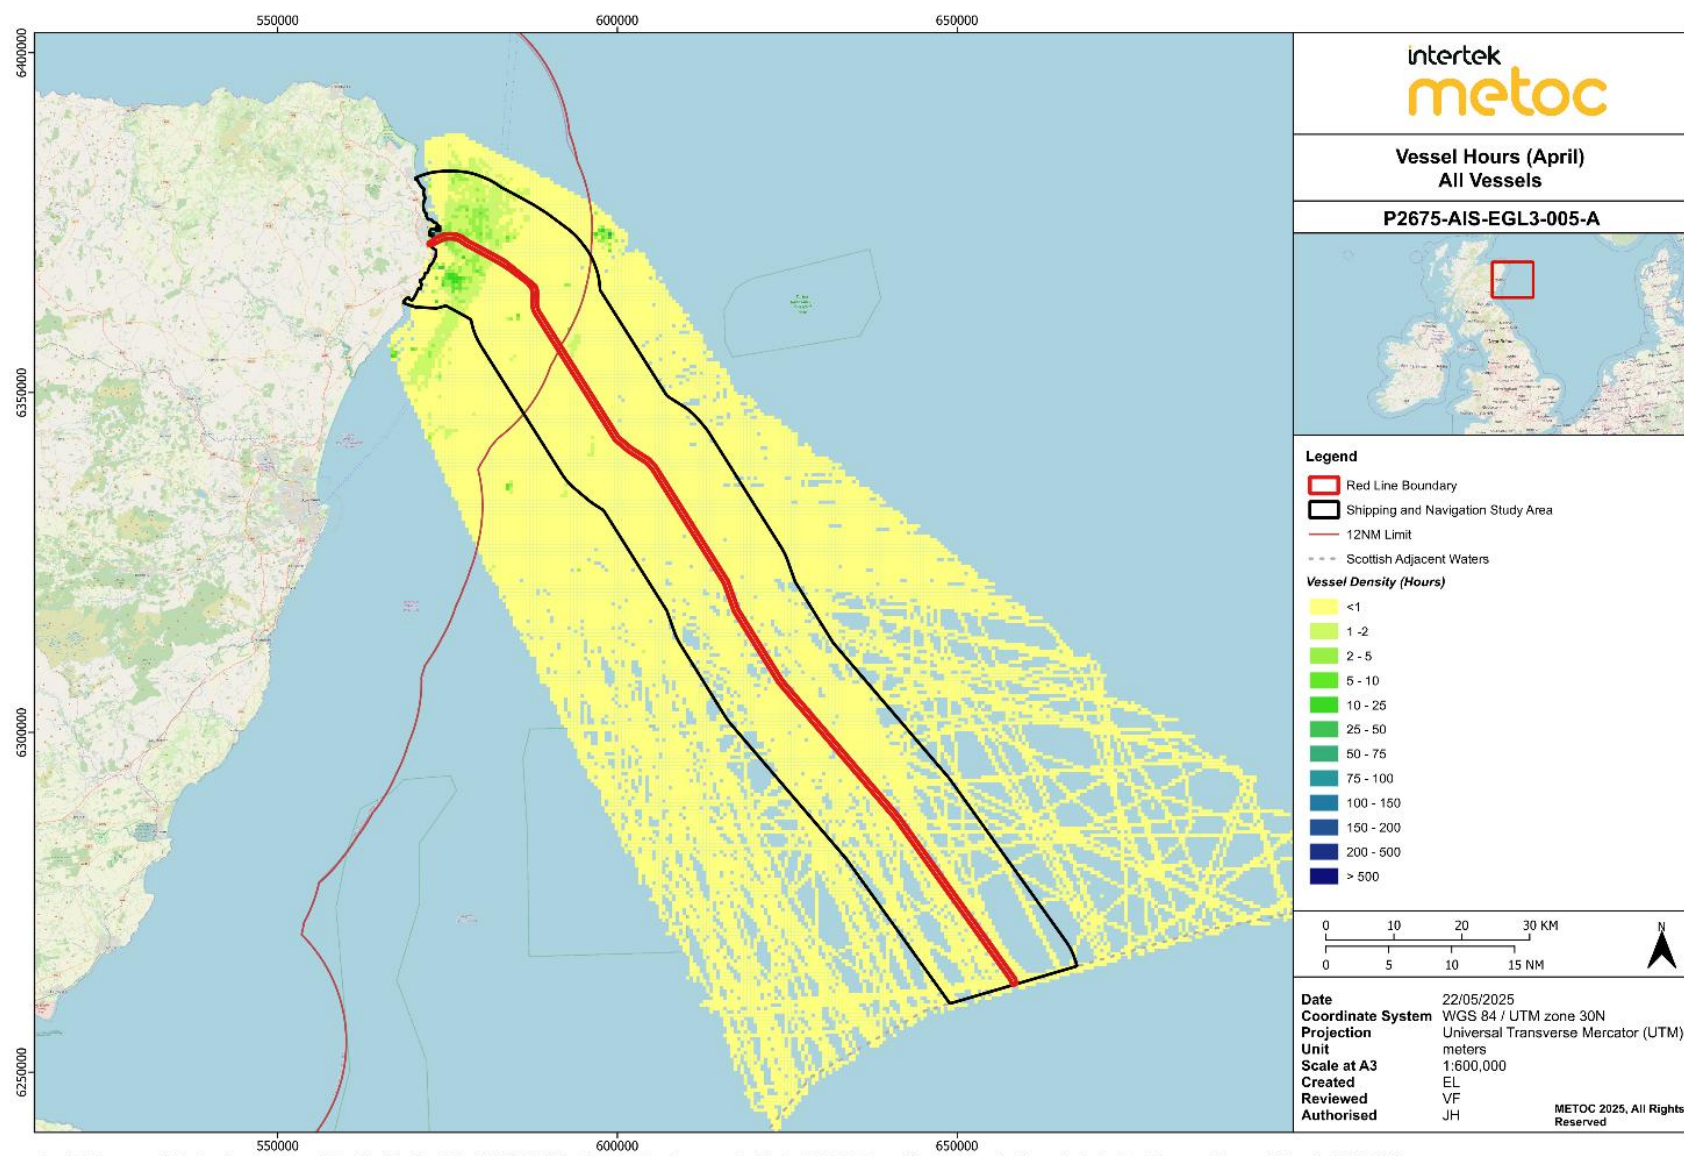 550000
600000
650000
6400000
6350000
6300000
6250000
550000
600000
650000
intertek
metoc
Vessel Hours (April)
All Vessels
P2675-AIS-EGL3-005-A
Legend
Red Line Boundary
Shipping and Navigation Study Area
12NM Limit
Scottish Adjacent Waters
Vessel Density (Hours)
<1
1 -2
2 - 5
5 - 10
10 - 25
25 - 50
50 - 75
75 - 100
100 - 150
150 - 200
200 - 500
> 500
0 10 20 30 KM
0 5 10 15 NM
N
Date 22/05/2025
Coordinate System WGS 84 / UTM zone 30N
Projection Universal Transverse Mercator (UTM)
Unit meters
Scale at A3 1:600,000
Created EL
Reviewed VF
Authorised JH
METOC 2025, All Rights
Reserved